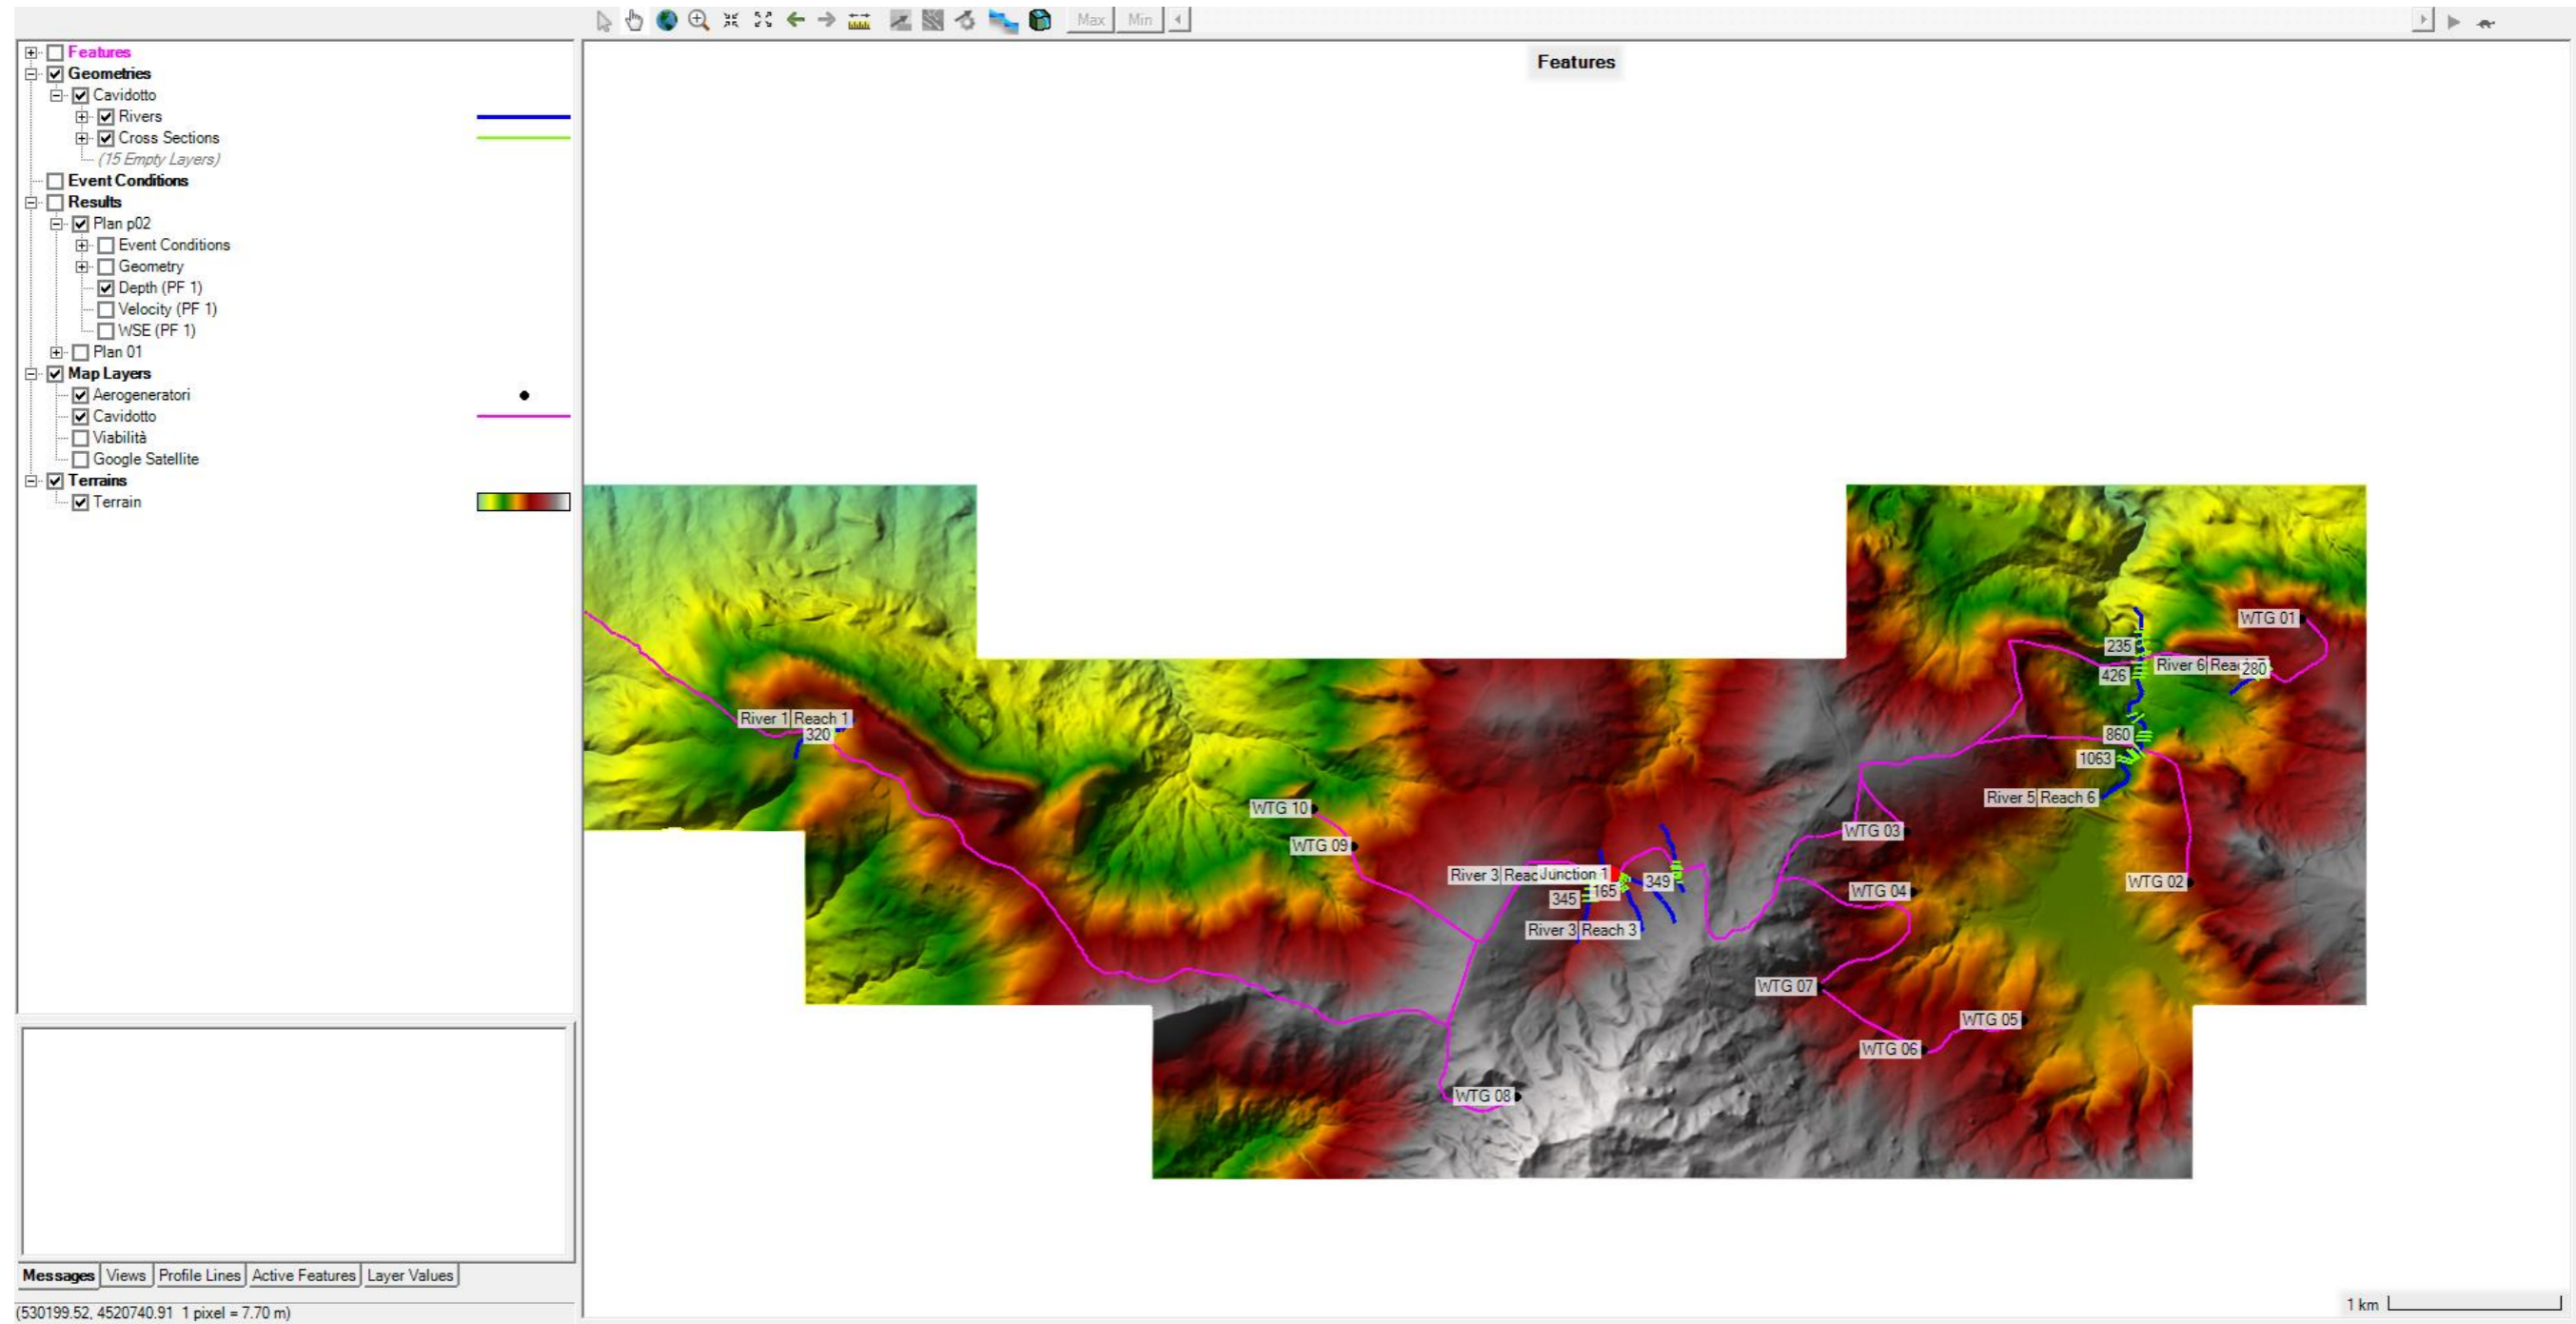 Max Min
Features
Geometries
Cavidotto
Rivers
Cross Sections
(15 Empty Layers)
Event Conditions
Results
Plan p02
Event Conditions
Geometry
Depth (PF 1)
Velocity (PF 1)
WSE (PF 1)
Plan 01
Map Layers
Aerogeneratori
Cavidotto
Viabilità
Google Satellite
Terrains
Terrain
Features
WTG 01
235
River 6 Reac 280
426
River 1 Reach 1
320
860
1063
River 5 Reach 6
WTG 10
WTG 03
WTG 09
River 3 Reac Junction 1
349
WTG 02
345 165
WTG 04
River 3 Reach 3
WTG 07
WTG 05
WTG 06
WTG 08
Messages Views Profile Lines Active Features Layer Values
1 km
(530199.52, 4520740.91 1 pixel = 7.70 m)